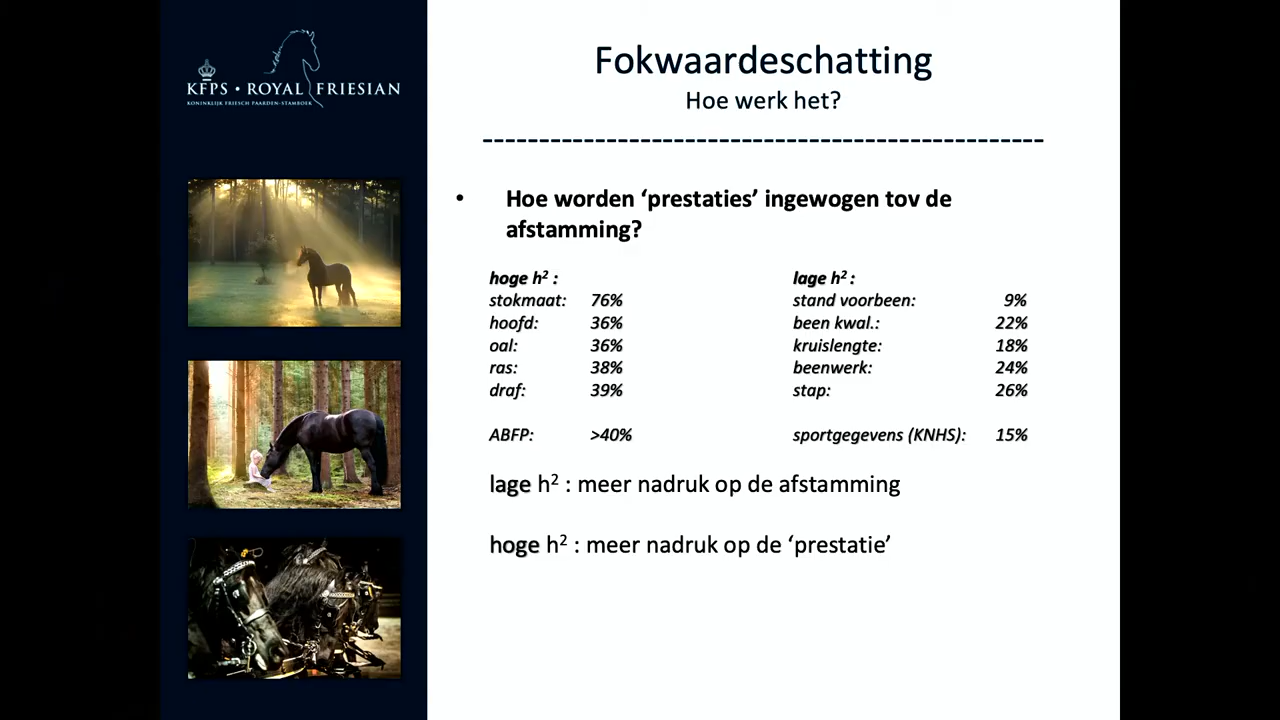 KFPS • ROYAL FRIESIAN
KONINKLIJK FRIESCH PAARDEN-STAMBOEK
Fokwaardeschatting
Hoe werk het?
--------------------------------------------------
• Hoe worden ‘prestaties’ ingewogen tov de
afstamming?
hoge h² : lage h² :
stokmaat: 76% stand voorbeen: 9%
hoofd: 36% been kwal.: 22%
oal: 36% kruislengte: 18%
ras: 38% beenwerk: 24%
draf: 39% stap: 26%
ABFP: >40% sportgegevens (KNHS): 15%
lage h² : meer nadruk op de afstamming
hoge h² : meer nadruk op de ‘prestatie’